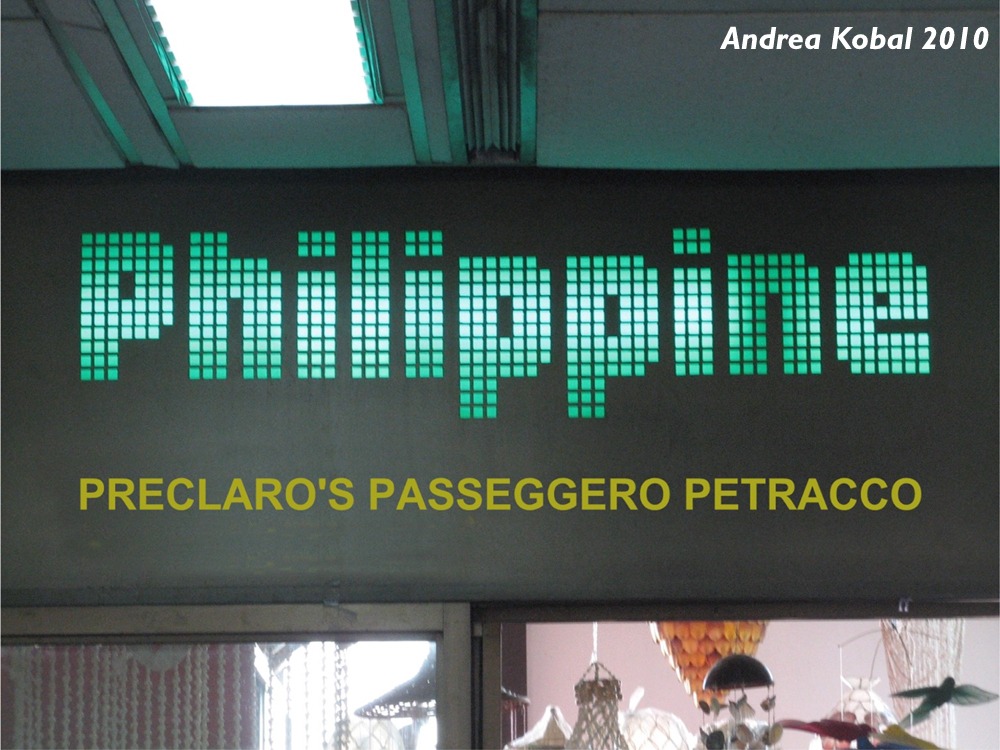 Andrea Kobal 2010
Philippine
PRECLARO'S PASSEGGERO PETRACCO